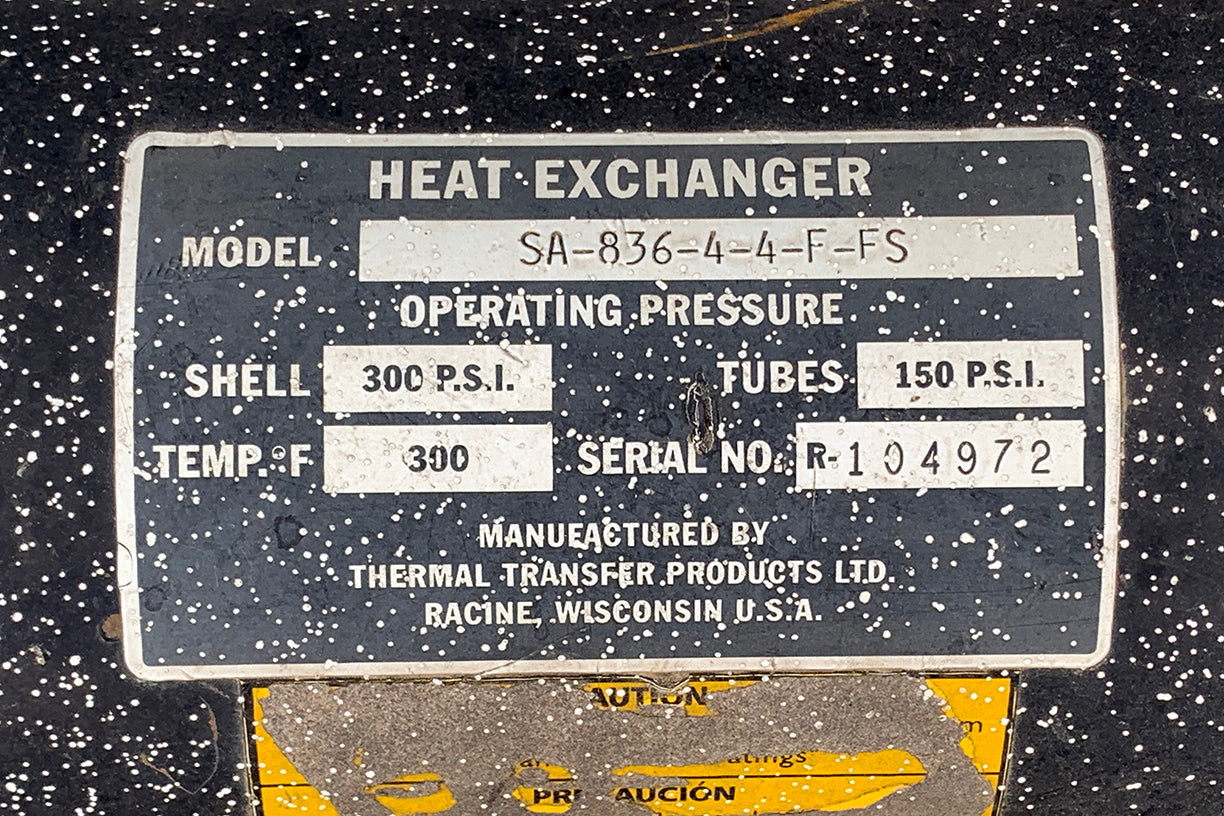 HEAT EXCHANGER
MODEL SA-836-4-4-F-FS
OPERATING PRESSURE
SHELL 300 P.S.I. TUBES 150 P.S.I.
TEMP. °F 300 SERIAL NO. R-104972
MANUFACTURED BY
THERMAL TRANSFER PRODUCTS LTD.
RACINE, WISCONSIN U.S.A.